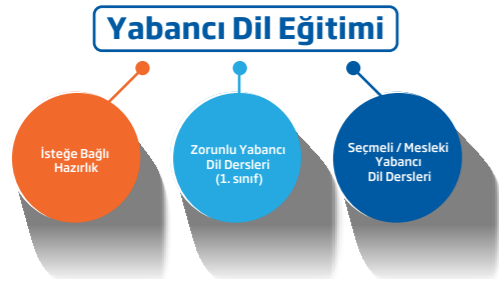 Yabancı Dil Eğitimi
İsteğe Bağlı
Hazırlık
Zorunlu Yabancı
Dil Dersleri
(1. sınıf)
Seçmeli / Mesleki
Yabancı
Dil Dersleri